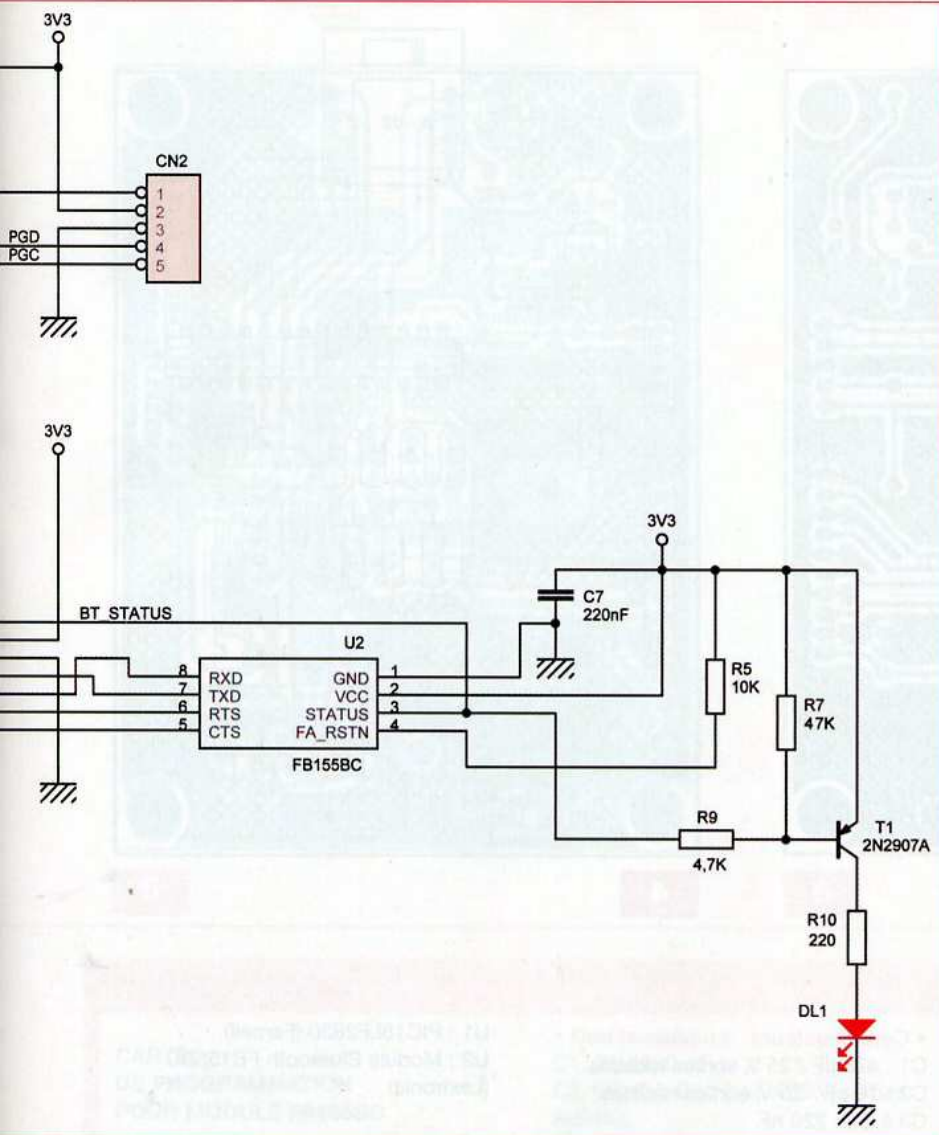 3V3
CN2
1
2
3
PGD
4
PGC
5
3V3
3V3
C7
220nF
BT_STATUS
U2
8 RXD GND 1
7 TXD VCC 2
6 RTS STATUS 3
5 CTS FA_RSTN 4
FB155BC
R5
10K
R7
47K
R9
4,7K
T1
2N2907A
R10
220
DL1